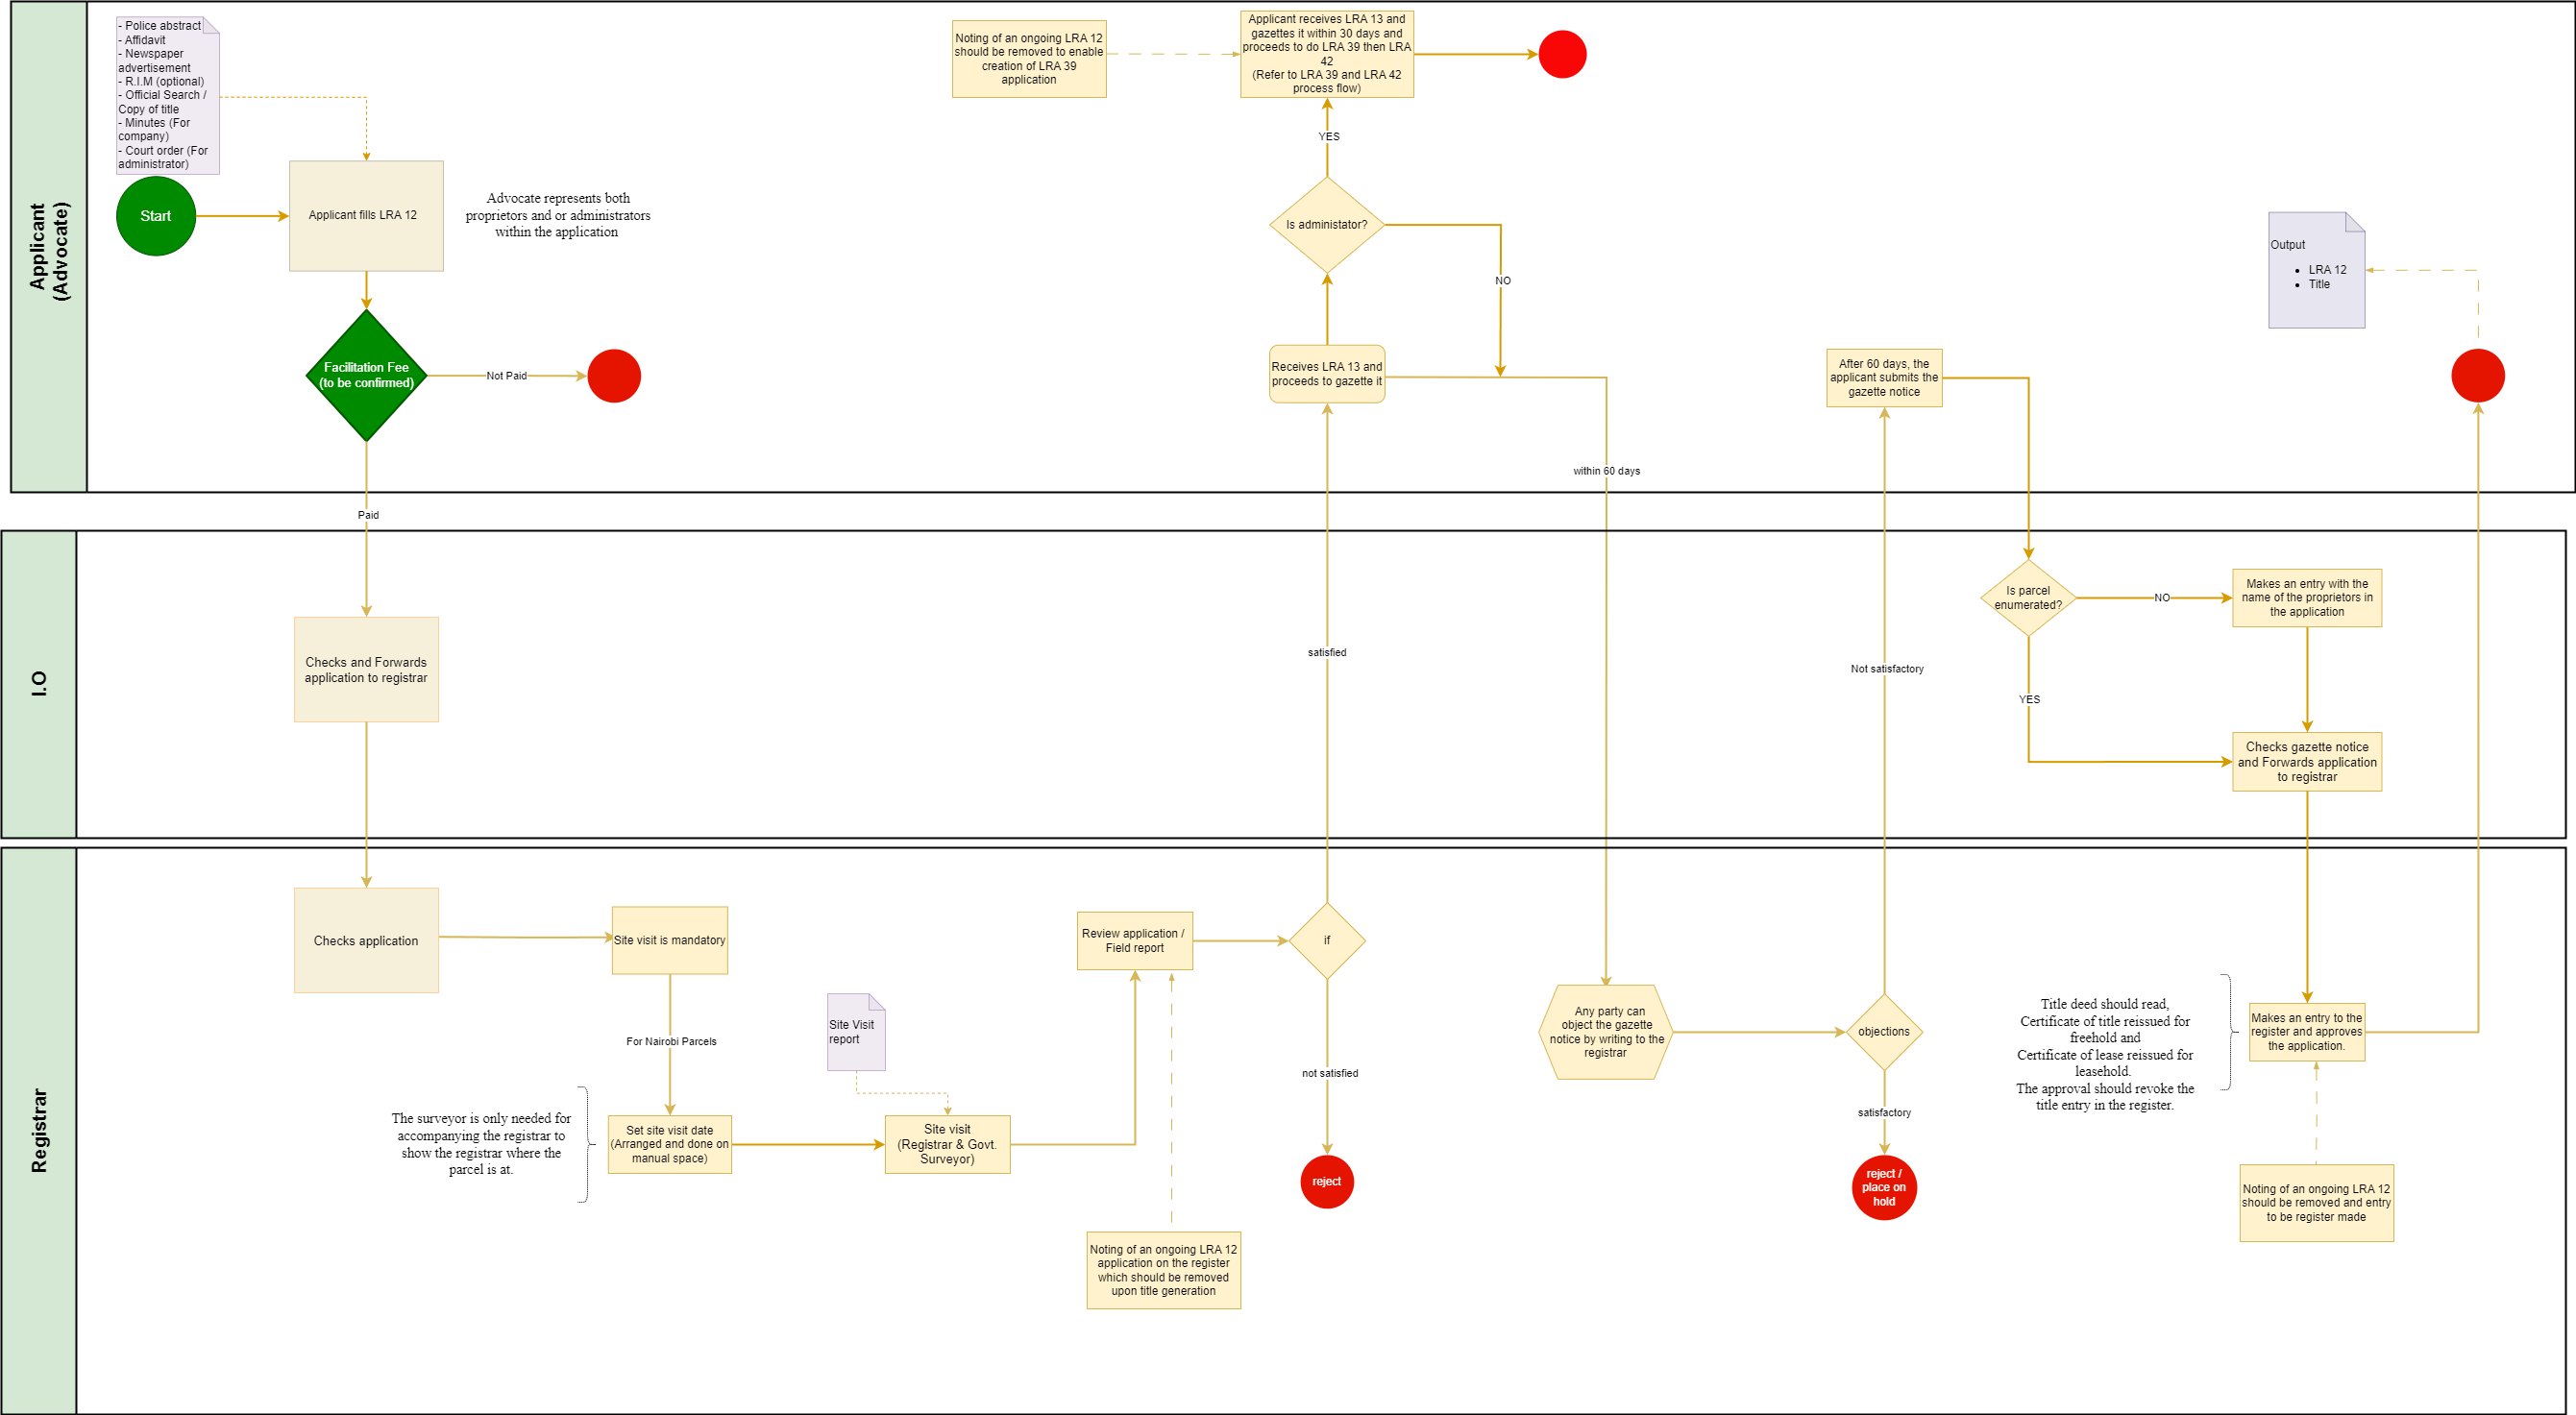 Applicant
(Advocate)
- Police abstract
- Affidavit
- Newspaper
advertisement
- R.I.M (optional)
- Official Search /
Copy of title
- Minutes (For
company)
- Court order (For
administrator)
Start
Applicant fills LRA 12
Advocate represents both
proprietors and or administrators
within the application
Facilitation Fee
(to be confirmed)
Not Paid
Paid
Noting of an ongoing LRA 12
should be removed to enable
creation of LRA 39
application
Applicant receives LRA 13 and
gazettes it within 30 days and
proceeds to do LRA 39 then LRA
42
(Refer to LRA 39 and LRA 42
process flow)
YES
Is administator?
NO
Receives LRA 13 and
proceeds to gazette it
within 60 days
After 60 days, the
applicant submits the
gazette notice
Output
• LRA 12
• Title
I.O
Checks and Forwards
application to registrar
satisfied
Not satisfactory
Is parcel
enumerated?
NO
Makes an entry with the
name of the proprietors in
the application
YES
Checks gazette notice
and Forwards application
to registrar
Registrar
Checks application
Site visit is mandatory
For Nairobi Parcels
The surveyor is only needed for
accompanying the registrar to
show the registrar where the
parcel is at.
Set site visit date
(Arranged and done on
manual space)
Site Visit
report
Site visit
(Registrar & Govt.
Surveyor)
Review application /
Field report
Noting of an ongoing LRA 12
application on the register
which should be removed
upon title generation
if
not satisfied
reject
Any party can
object the gazette
notice by writing to the
registrar
objections
satisfactory
reject /
place on
hold
Title deed should read,
Certificate of title reissued for
freehold and
Certificate of lease reissued for
leasehold.
The approval should revoke the
title entry in the register.
Makes an entry to the
register and approves
the application.
Noting of an ongoing LRA 12
should be removed and entry
to be register made